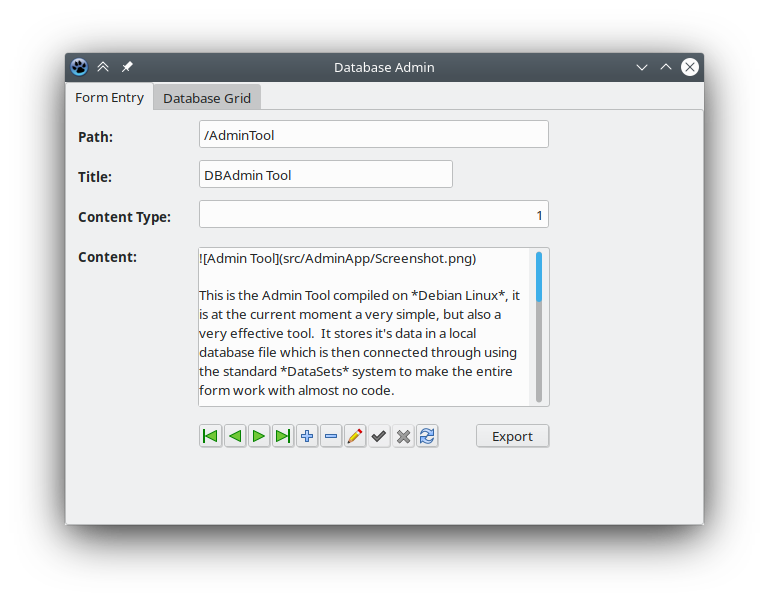 Database Admin
Form Entry
Database Grid
Path:
/AdminTool
Title:
DBAdmin Tool
Content Type:
1
Content:
![Admin Tool](src/AdminApp/Screenshot.png)
This is the Admin Tool compiled on *Debian Linux*, it
is at the current moment a very simple, but also a
very effective tool.  It stores it's data in a local
database file which is then connected through using
the standard *DataSets* system to make the entire
form work with almost no code.
Export